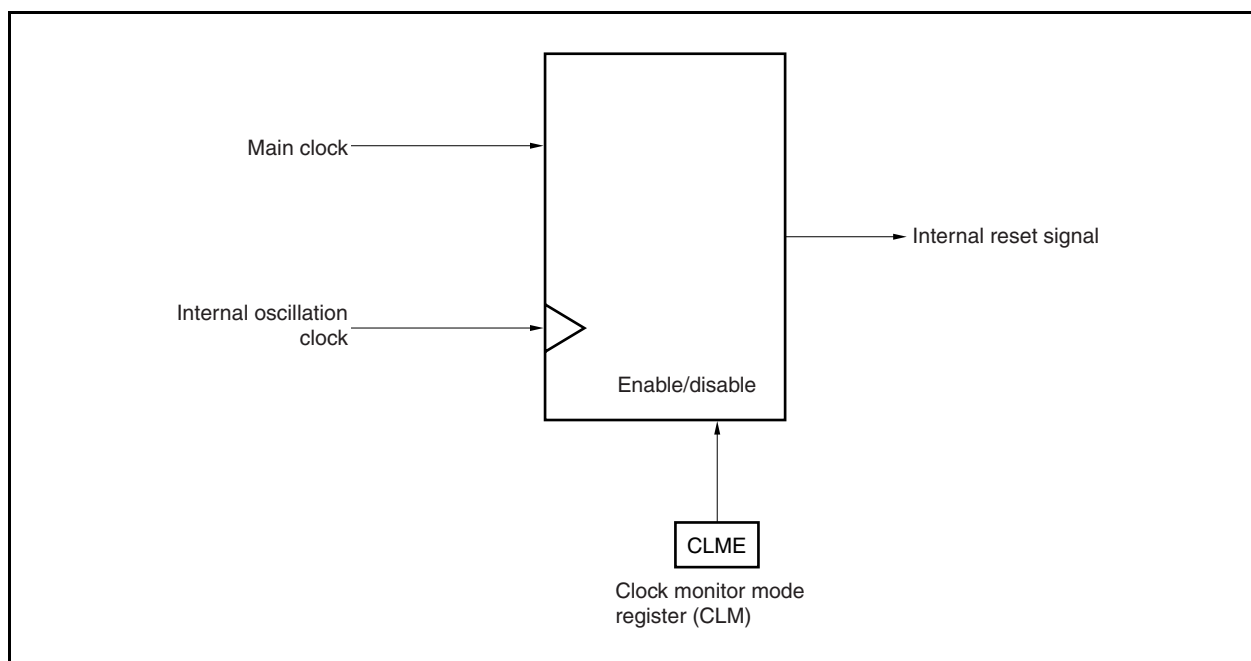 Main clock
Internal reset signal
Internal oscillation
clock
Enable/disable
CLME
Clock monitor mode
register (CLM)